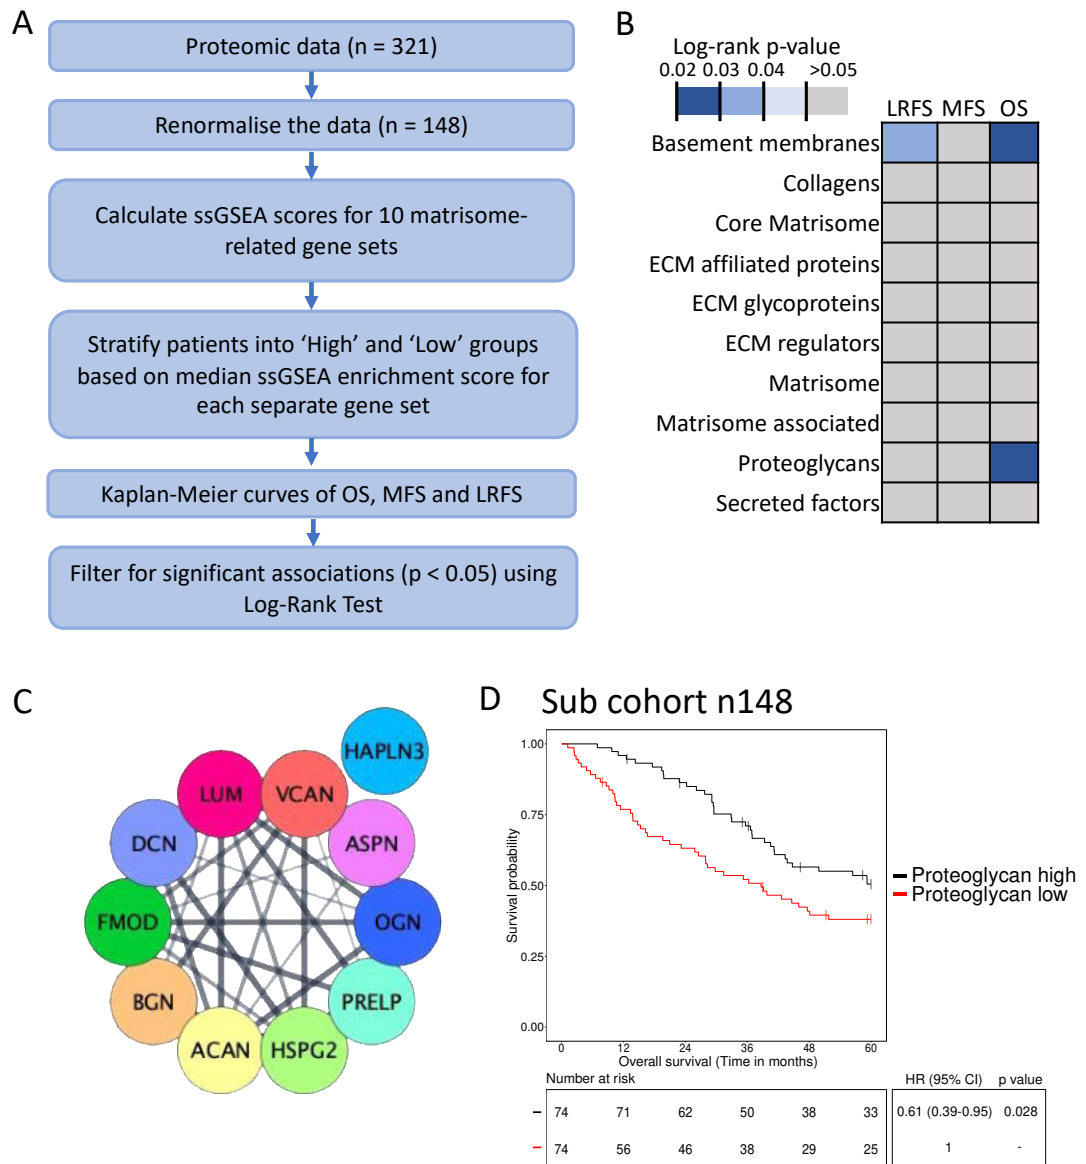 A
Proteomic data (n = 321)
Renormalise the data (n = 148)
Calculate ssGSEA scores for 10 matrisome-
related gene sets
Stratify patients into ‘High’ and ‘Low’ groups
based on median ssGSEA enrichment score for
each separate gene set
Kaplan-Meier curves of OS, MFS and LRFS
Filter for significant associations (p < 0.05) using
Log-Rank Test
B
Log-rank p-value
0.02 0.03 0.04 >0.05
LRFS MFS OS
Basement membranes
Collagens
Core Matrisome
ECM affiliated proteins
ECM glycoproteins
ECM regulators
Matrisome
Matrisome associated
Proteoglycans
Secreted factors
C
HAPLN3
LUM
VCAN
DCN
ASPN
FMOD
OGN
BGN
PRELP
ACAN
HSPG2
D
Sub cohort n148
Survival probability
1.00
0.75
0.50
0.25
0.00
0 12 24 36 48 60
Overall survival (Time in months)
Proteoglycan high
Proteoglycan low
Number at risk
HR (95% CI) p value
74 71 62 50 38 33
0.61 (0.39-0.95) 0.028
74 56 46 38 29 25
1 -